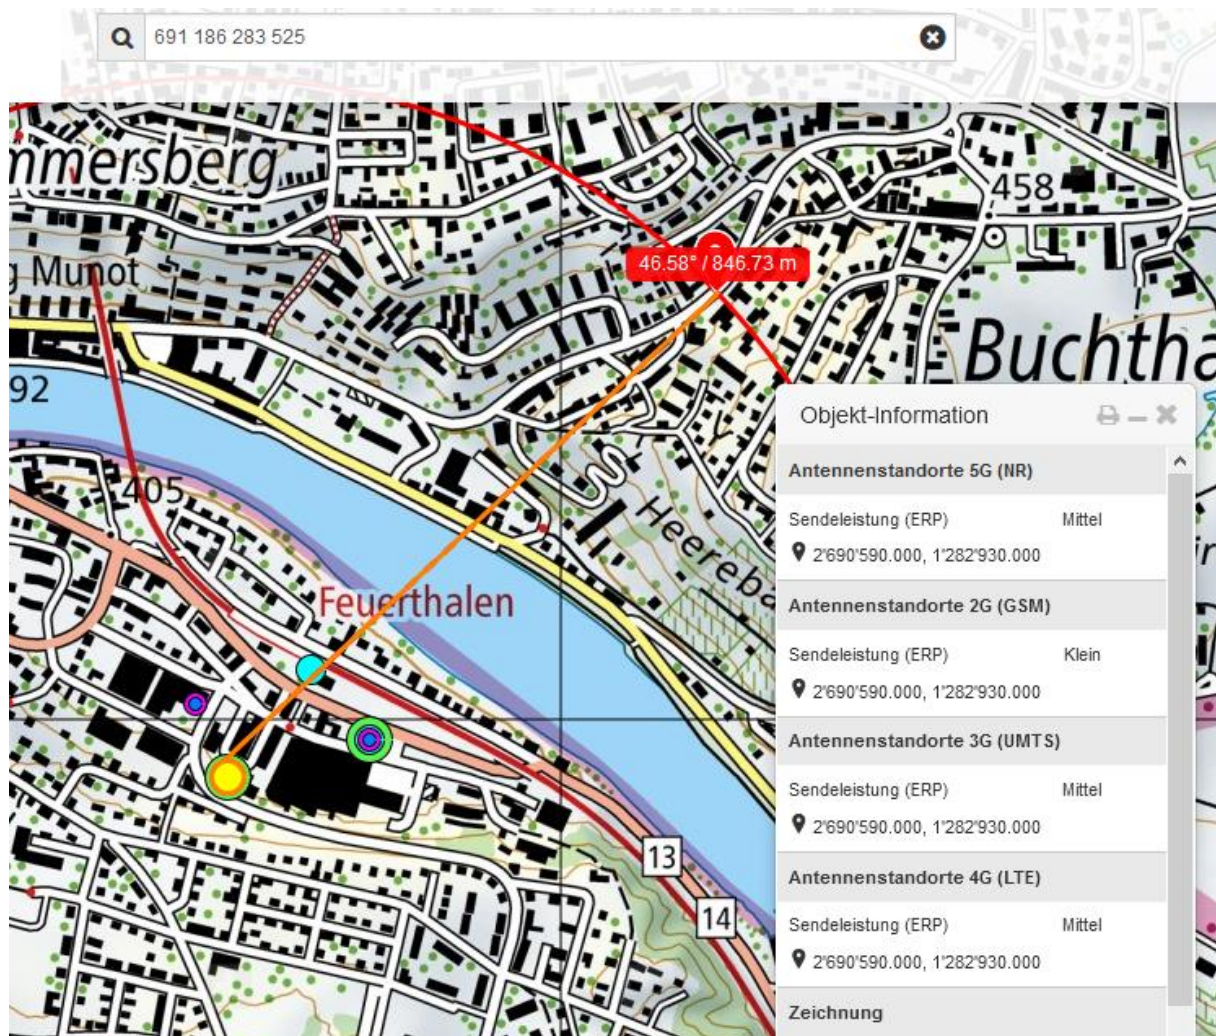 691 186 283 525
mmersberg
458
46.58° / 846.73 m
g Munot
Buchtha
92
Objekt-Information
405
Antennenstandorte 5G (NR)
Sendeleistung (ERP) Mittel
2'690'590.000, 1'282'930.000
Heereb
Feuerthalen
Antennenstandorte 2G (GSM)
Sendeleistung (ERP) Klein
2'690'590.000, 1'282'930.000
Antennenstandorte 3G (UMTS)
Sendeleistung (ERP) Mittel
2'690'590.000, 1'282'930.000
13
Antennenstandorte 4G (LTE)
14
Sendeleistung (ERP) Mittel
2'690'590.000, 1'282'930.000
Zeichnung